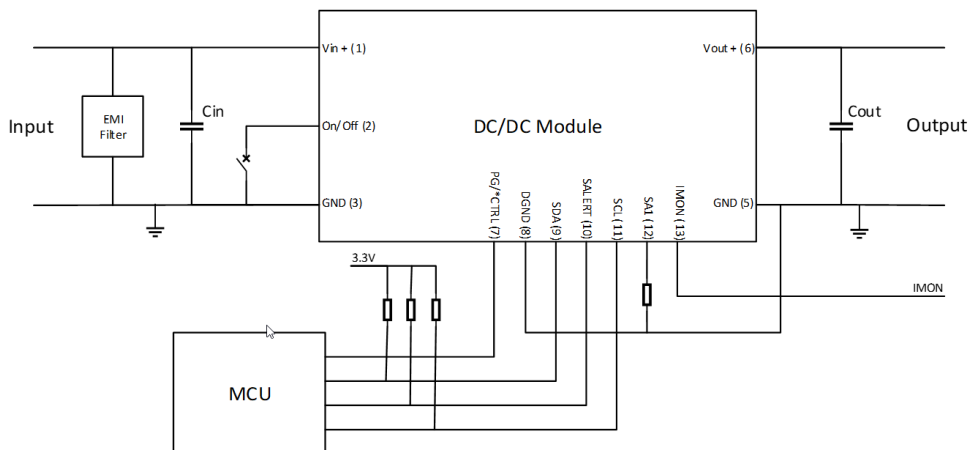 Vin + (1)
Vout + (6)
EMI
Filter
Cin
Input
On/Off (2)
DC/DC Module
Cout
Output
PG/*CTRL (7)
DGND (8)
SDA (9)
SALERT (10)
SCL (11)
SA1 (12)
IMON (13)
GND (3)
GND (5)
3.3V
IMON
MCU